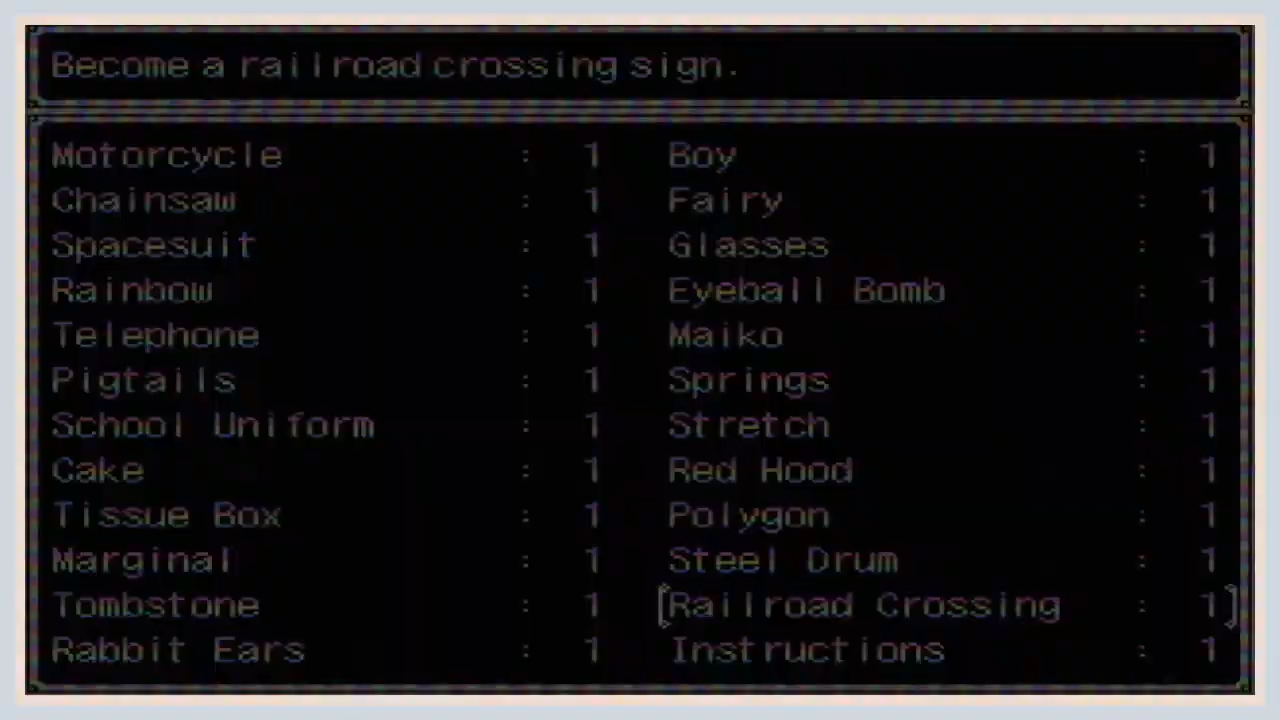 Become a railroad crossing sign.
Motorcycle : 1 Boy : 1
Chainsaw : 1 Fairy : 1
Spacesuit : 1 Glasses : 1
Rainbow : 1 Eyeball Bomb : 1
Telephone : 1 Maiko : 1
Pigtails : 1 Springs : 1
School Uniform : 1 Stretch : 1
Cake : 1 Red Hood : 1
Tissue Box : 1 Polygon : 1
Marginal : 1 Steel Drum : 1
Tombstone : 1 [Railroad Crossing : 1]
Rabbit Ears : 1 Instructions : 1